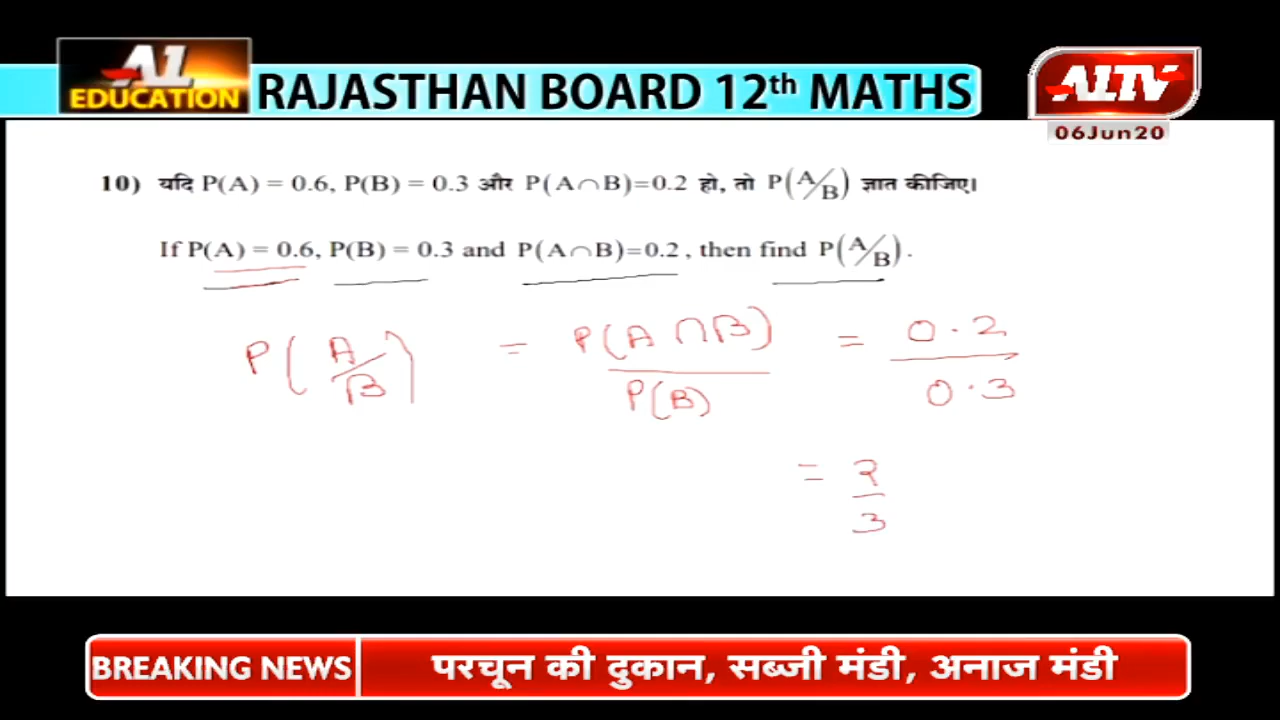 A1
EDUCATION
RAJASTHAN BOARD 12th MATHS
A1TV
06Jun20
10) यदि P(A) = 0.6, P(B) = 0.3 और P(A∩B)=0.2 हो, तो P(A/B) ज्ञात कीजिए।
If P(A) = 0.6, P(B) = 0.3 and P(A∩B)=0.2, then find P(A/B).
P(A/B) = P(A∩B)/P(B) = 0.2/0.3
= 2/3
BREAKING NEWS परचून की दुकान, सब्जी मंडी, अनाज मंडी